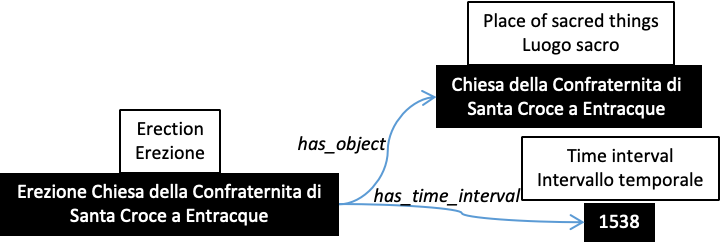 Place of sacred things
Luogo sacro
Chiesa della Confraternita di
Santa Croce a Entracque
Erection
Erezione
has_object
Erezione Chiesa della Confraternita di
Santa Croce a Entracque
has_time_interval
Time interval
Intervallo temporale
1538